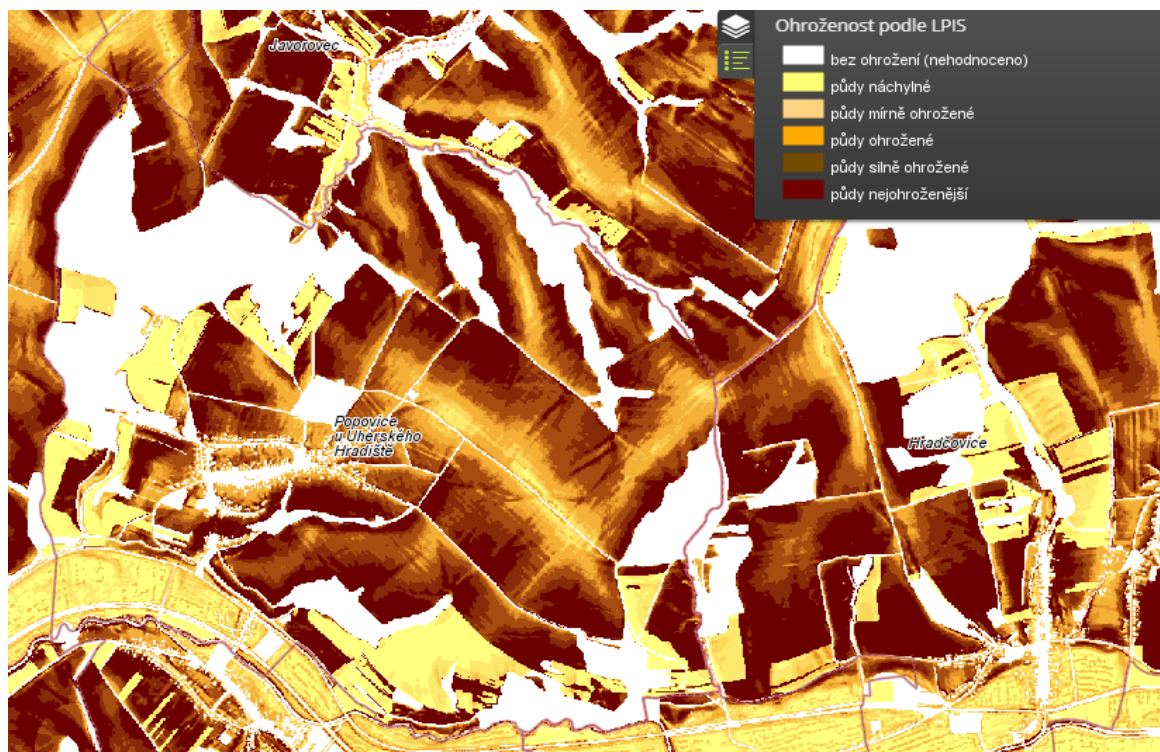 Ohroženost podle LPIS
bez ohrožení (nehodnoceno)
půdy náchylné
půdy mírně ohrožené
půdy ohrožené
půdy silně ohrožené
půdy nejohroženější
Javorovec
Popovice
u Uherského
Hradiště
Hradčovice